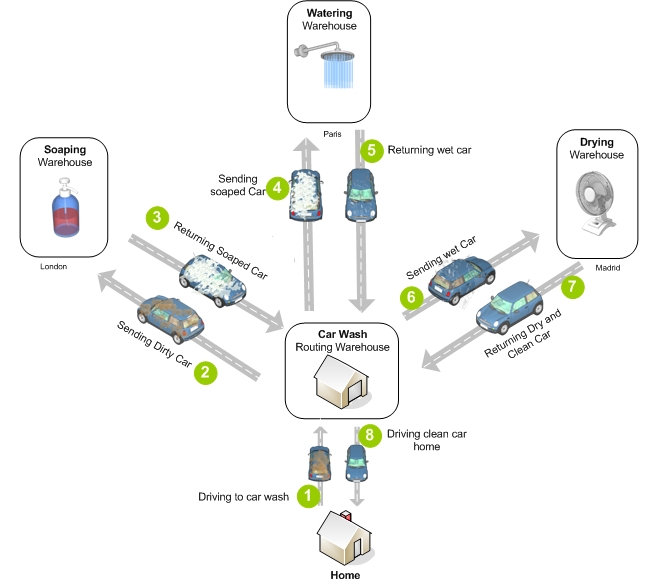 Watering
Warehouse
Paris
Soaping
Warehouse
London
Drying
Warehouse
Madrid
5
Returning wet car
4
Sending
soaped Car
3
Returning Soaped Car
Sending Dirty Car
2
Sending wet Car
6
7
Returning Dry and
Clean Car
Car Wash
Routing Warehouse
8
Driving clean car
home
Driving to car wash
1
Home